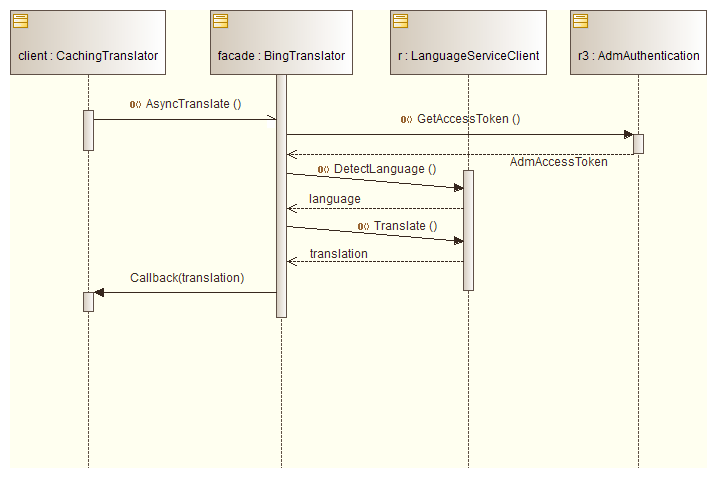 client : CachingTranslator
facade : BingTranslator
r : LanguageServiceClient
r3 : AdmAuthentication
AsyncTranslate ()
GetAccessToken ()
AdmAccessToken
DetectLanguage ()
language
Translate ()
translation
Callback(translation)